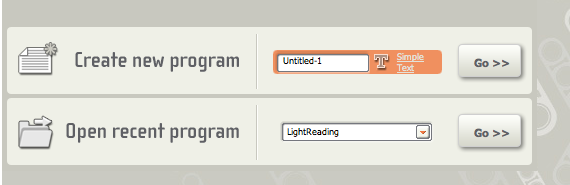 Create new program
Untitled-1
T
Simple
Text
Go >>
Open recent program
LightReading
Go >>